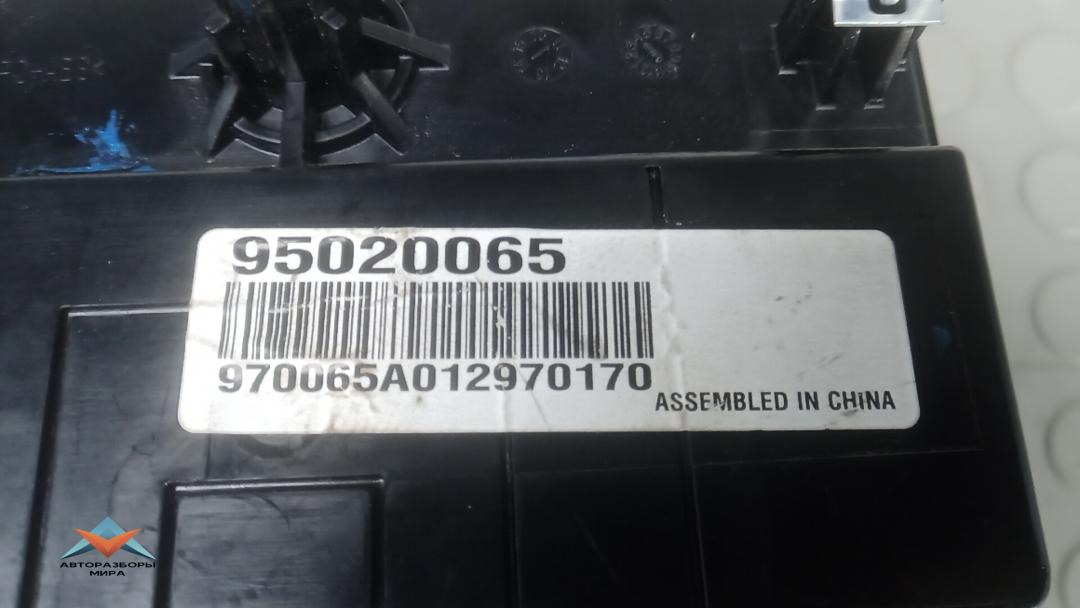 95020065
970065A012970170
ASSEMBLED IN CHINA
АВТОРАЗБОРЫ
МИРА